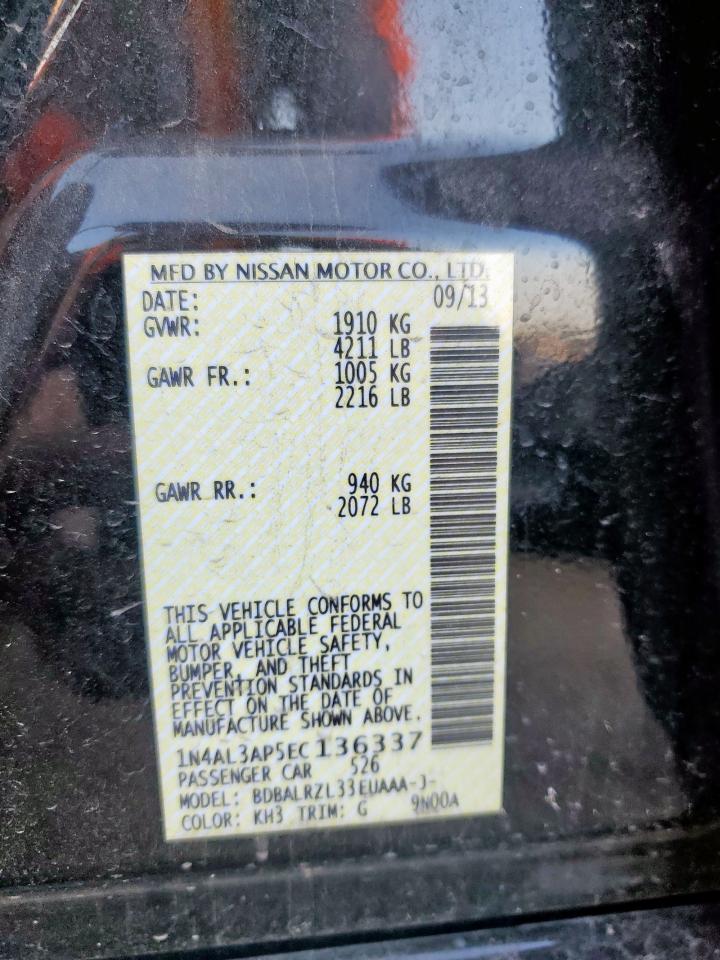 MFD BY NISSAN MOTOR CO., LTD.
DATE: 09/13
GVWR: 1910 KG
4211 LB
GAWR FR.: 1005 KG
2216 LB
GAWR RR.: 940 KG
2072 LB
THIS VEHICLE CONFORMS TO
ALL APPLICABLE FEDERAL
MOTOR VEHICLE SAFETY,
BUMPER, AND THEFT
PREVENTION STANDARDS IN
EFFECT ON THE DATE OF
MANUFACTURE SHOWN ABOVE.
1N4AL3AP5EC136337
PASSENGER CAR 526
MODEL: BDBALRZL33EUAAA-J-
COLOR: KH3 TRIM: G 9N00A